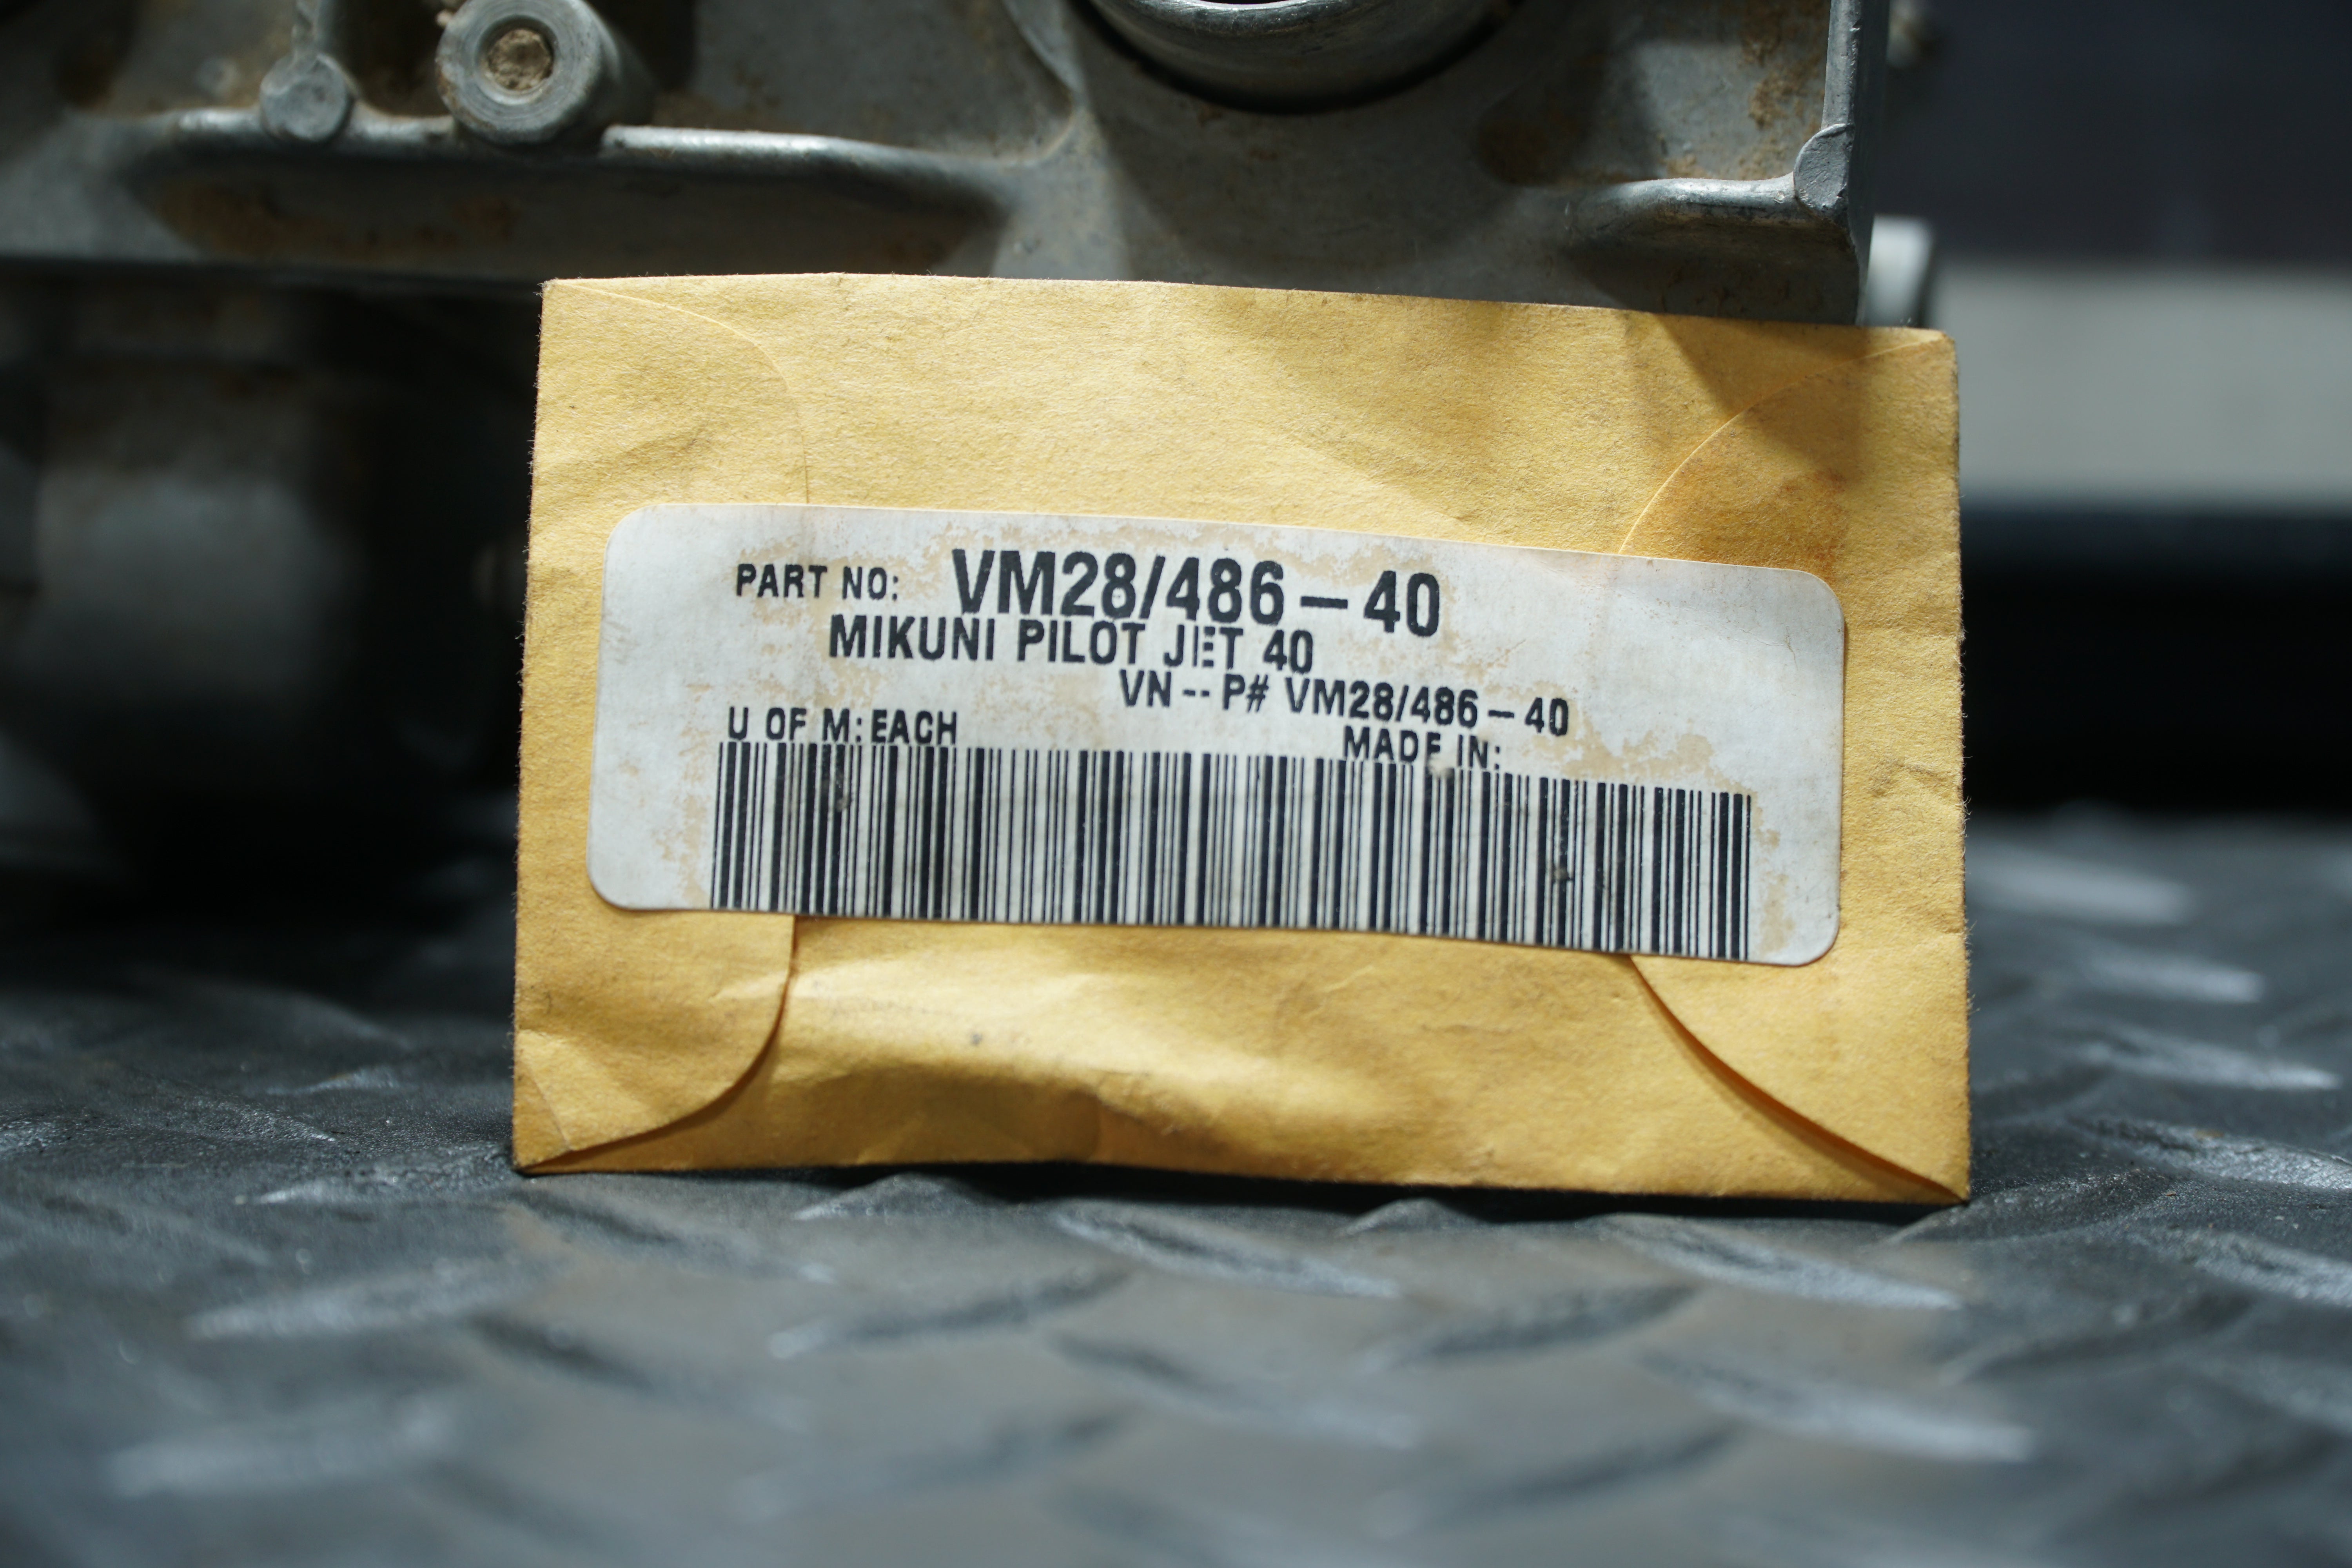 PART NO: VM28/486-40
MIKUNI PILOT JET 40
VN -- P# VM28/486-40
U OF M: EACH
MADE IN: